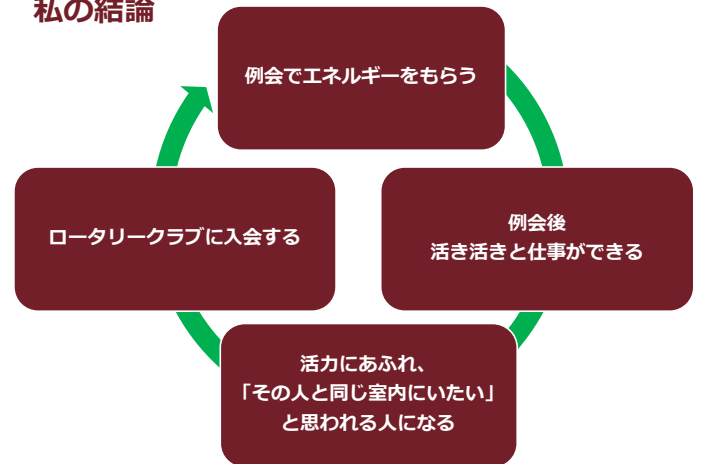 私の結論
例会でエネルギーをもらう
例会後
活き活きと仕事ができる
活力にあふれ、
「その人と同じ室内にいたい」
と思われる人になる
ロータリークラブに入会する